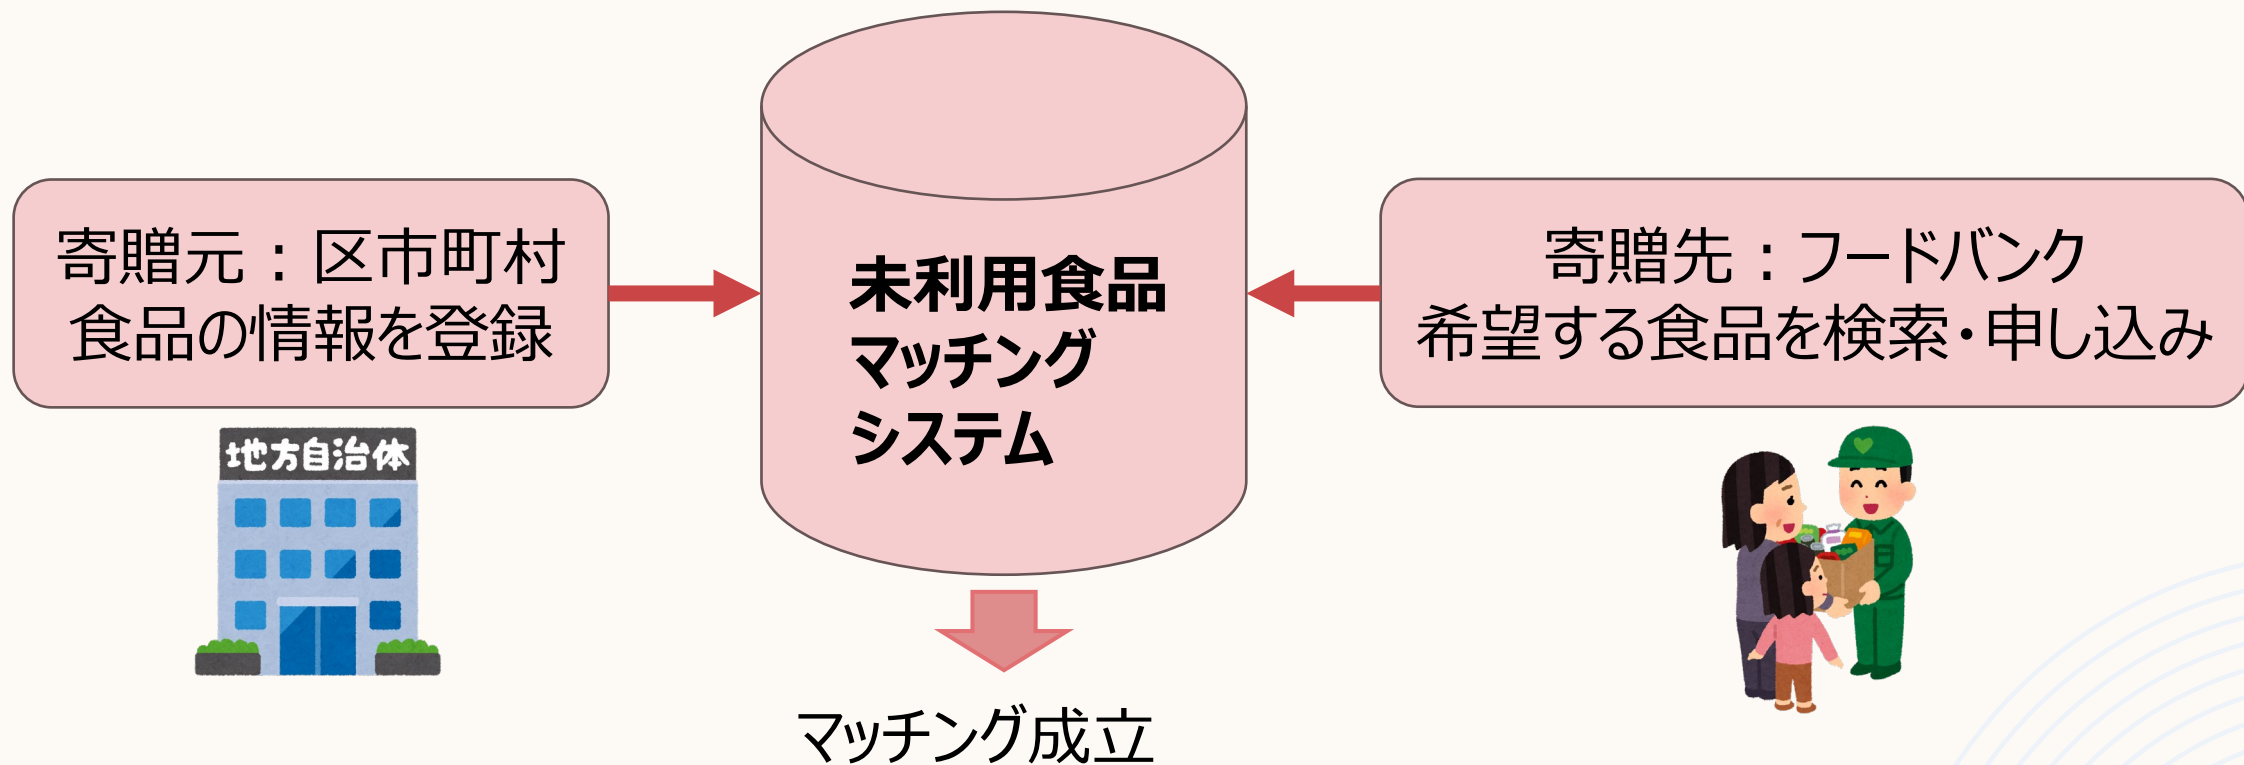 寄贈元：区市町村
食品の情報を登録
地方自治体
未利用食品
マッチング
システム
寄贈先：フードバンク
希望する食品を検索・申し込み
マッチング成立